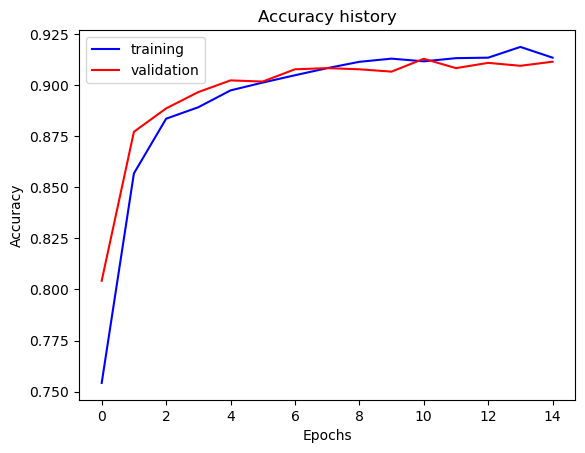 Accuracy history
training
validation
Accuracy
0.925
0.900
0.875
0.850
0.825
0.800
0.775
0.750
0 2 4 6 8 10 12 14
Epochs